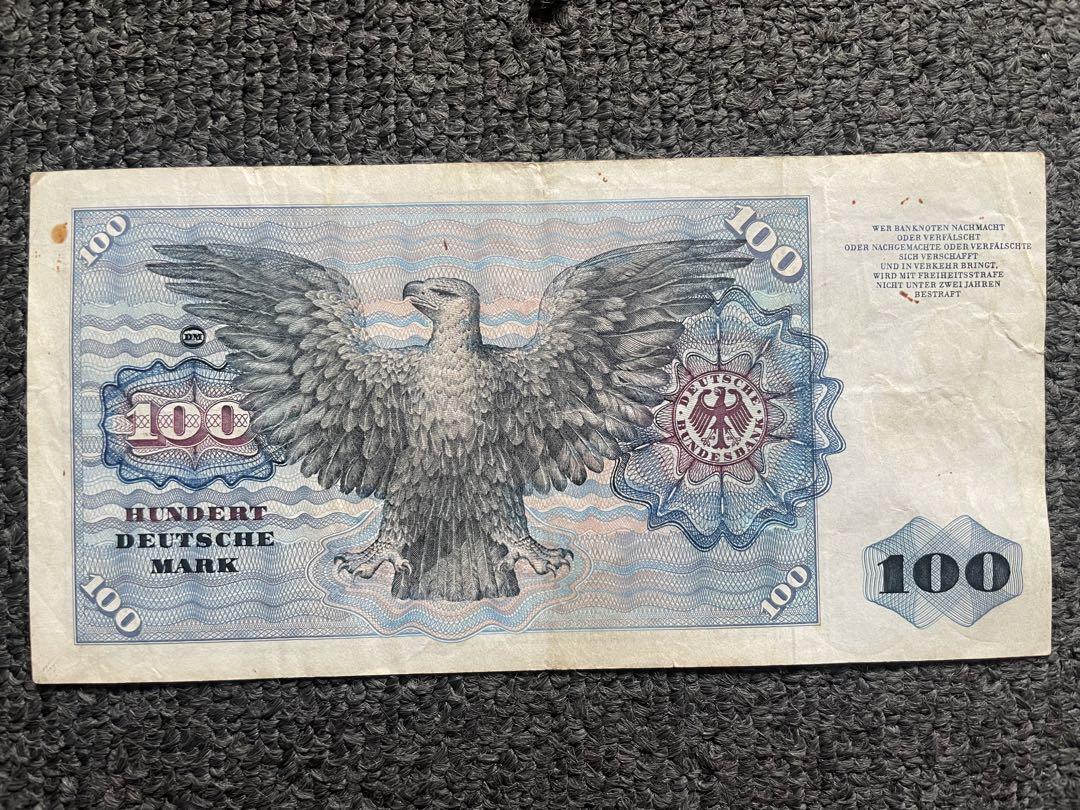 100
100
WER BANKNOTEN NACHMACHT
ODER VERFÄLSCHT
ODER NACHGEMACHTE ODER VERFÄLSCHTE
SICH VERSCHAFFT
UND IN VERKEHR BRINGT,
WIRD MIT FREIHEITSSTRAFE
NICHT UNTER ZWEI JAHREN
BESTRAFT
DM
100
DEUTSCHE
BUNDESBANK
HUNDERT
DEUTSCHE
MARK
100
100
100